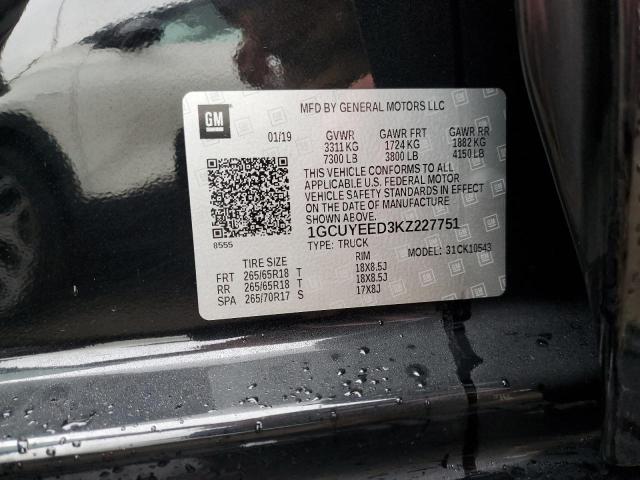 GM
MFD BY GENERAL MOTORS LLC
01/19 GVWR GAWR FRT GAWR RR
3311 KG 1724 KG 1882 KG
7300 LB 3800 LB 4150 LB
THIS VEHICLE CONFORMS TO ALL
APPLICABLE U.S. FEDERAL MOTOR
VEHICLE SAFETY STANDARDS IN EFFECT
ON THE DATE OF MANUFACTURE
SHOWN ABOVE.
8555 1GCUYEED3KZ227751
TYPE: TRUCK MODEL: 31CK10543
TIRE SIZE RIM
FRT 265/65R18 T 18X8.5J
RR 265/65R18 T 18X8.5J
SPA 265/70R17 S 17X8J